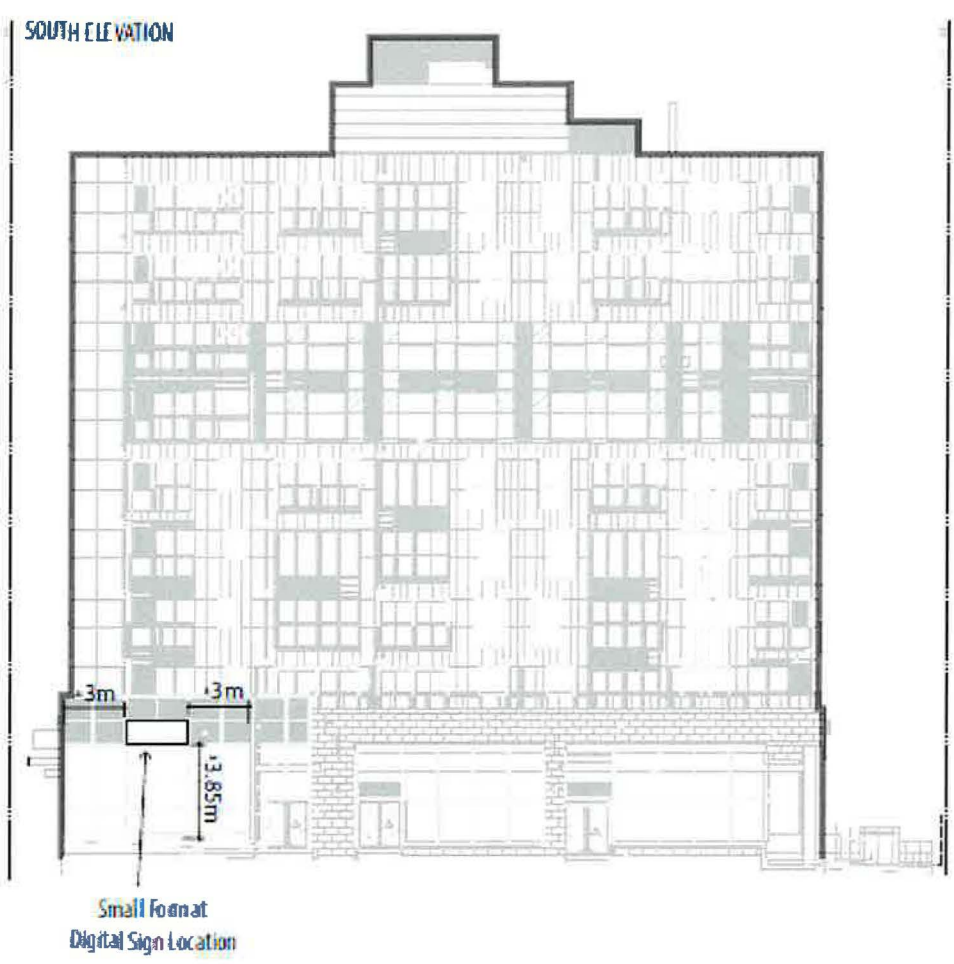 SOUTH ELEVATION
±3m
±3m
±3.85m
Small Format
Digital Sign Location